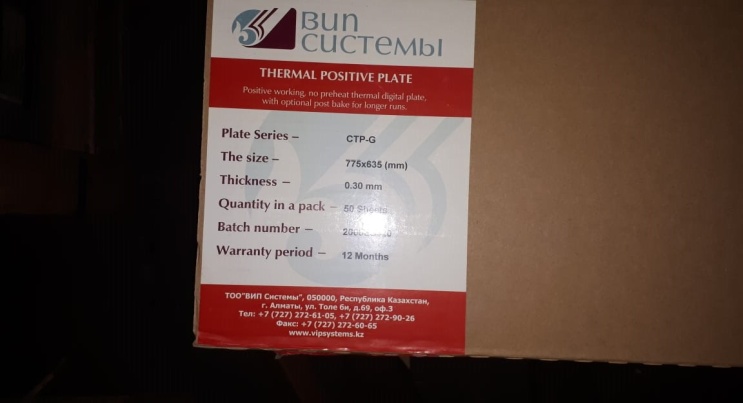 вип
системы
THERMAL POSITIVE PLATE
Positive working, no preheat thermal digital plate,
with optional post bake for longer runs.
Plate Series – CTP-G
The size – 775x635 (mm)
Thickness – 0.30 mm
Quantity in a pack – 50 Sheets
Batch number –
Warranty period – 12 Months
ТОО"ВИП Системы", 050000, Республика Казахстан,
г. Алматы, ул. Толе би, д.69, оф.3
Тел: +7 (727) 272-61-05, +7 (727) 272-90-26
Факс: +7 (727) 272-60-65
www.vipsystems.kz